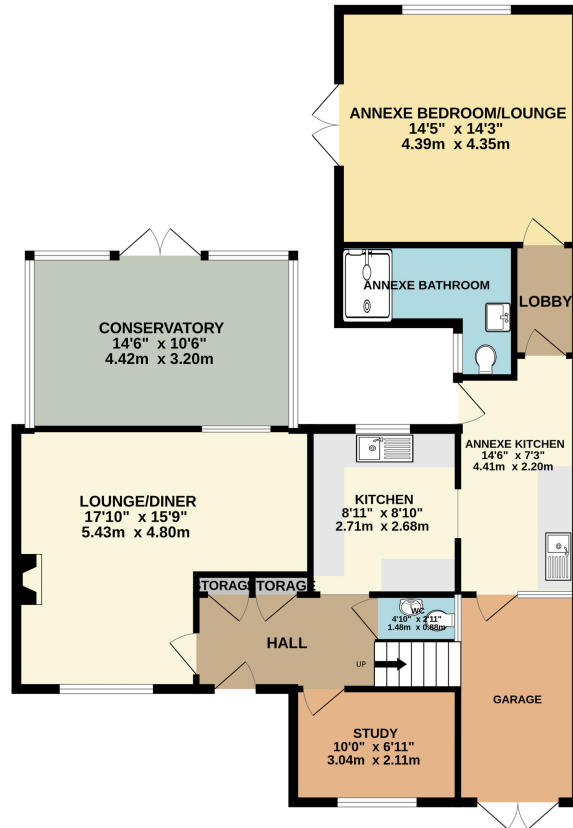 ANNEXE BEDROOM/LOUNGE
14'5" x 14'3"
4.39m x 4.35m
ANNEXE BATHROOM
LOBBY
CONSERVATORY
14'6" x 10'6"
4.42m x 3.20m
ANNEXE KITCHEN
14'6" x 7'3"
4.41m x 2.20m
LOUNGE/DINER
17'10" x 15'9"
5.43m x 4.80m
KITCHEN
8'11" x 8'10"
2.71m x 2.68m
STORAGE
STORAGE
WC
4'10" x 2'11"
1.48m x 0.88m
HALL
UP
GARAGE
STUDY
10'0" x 6'11"
3.04m x 2.11m